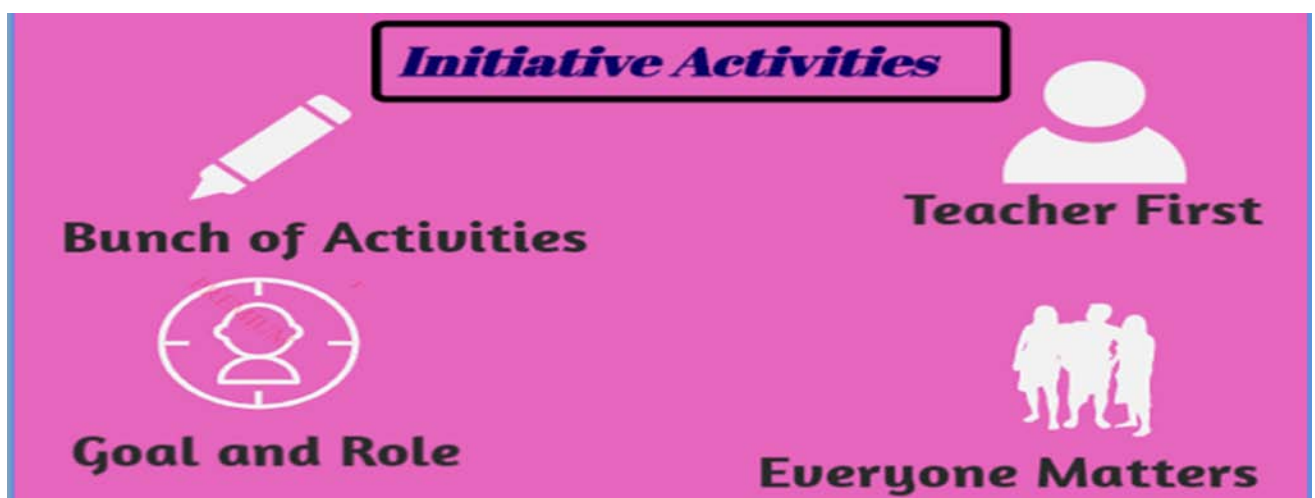 Initiative Activities
Teacher First
Bunch of Activities
Goal and Role
Everyone Matters